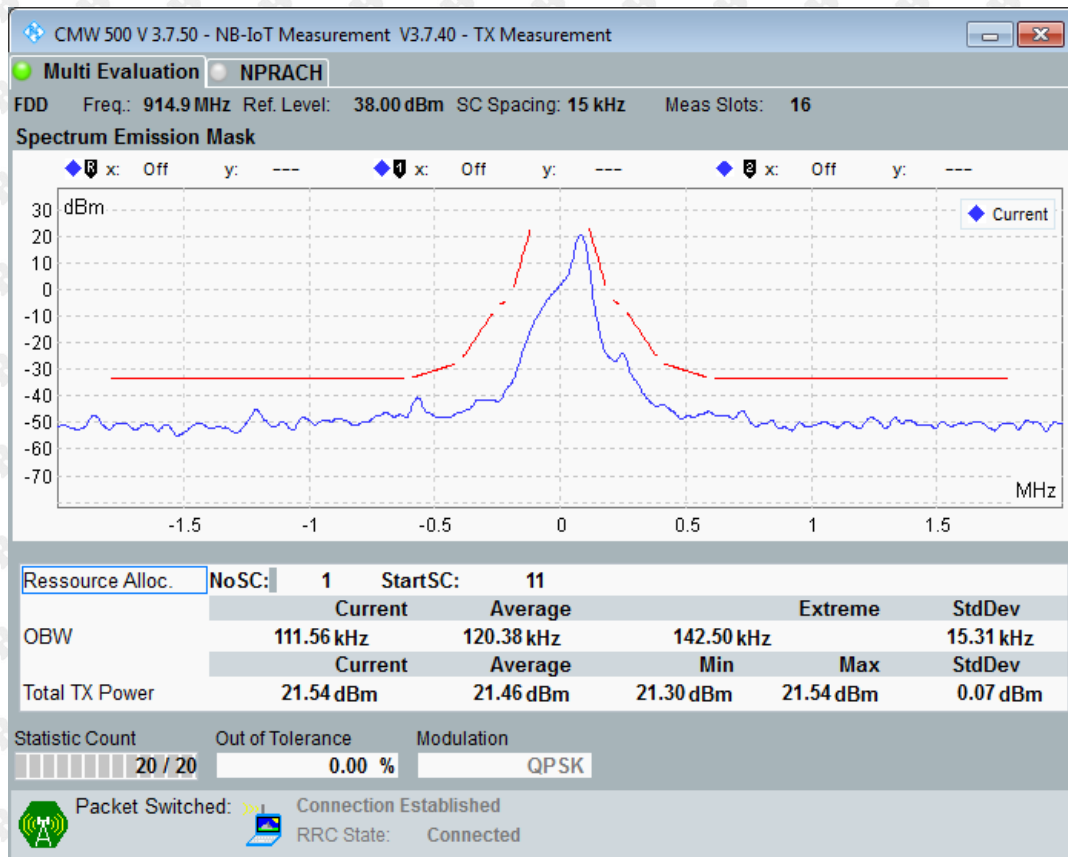 CMW 500 V 3.7.50 - NB-IoT Measurement V3.7.40 - TX Measurement
Multi Evaluation NPRACH
FDD Freq.: 914.9 MHz Ref. Level: 38.00 dBm SC Spacing: 15 kHz Meas Slots: 16
Spectrum Emission Mask
R x: Off y: --- 1 x: Off y: --- 2 x: Off y: ---
dBm
Current
30
20
10
0
-10
-20
-30
-40
-50
-60
-70
MHz
-1.5 -1 -0.5 0 0.5 1 1.5
Ressource Alloc. NoSC: 1 StartSC: 11
Current Average Extreme StdDev
OBW 111.56 kHz 120.38 kHz 142.50 kHz 15.31 kHz
Current Average Min Max StdDev
Total TX Power 21.54 dBm 21.46 dBm 21.30 dBm 21.54 dBm 0.07 dBm
Statistic Count Out of Tolerance Modulation
20 / 20 0.00 % QPSK
Packet Switched: Connection Established
RRC State: Connected